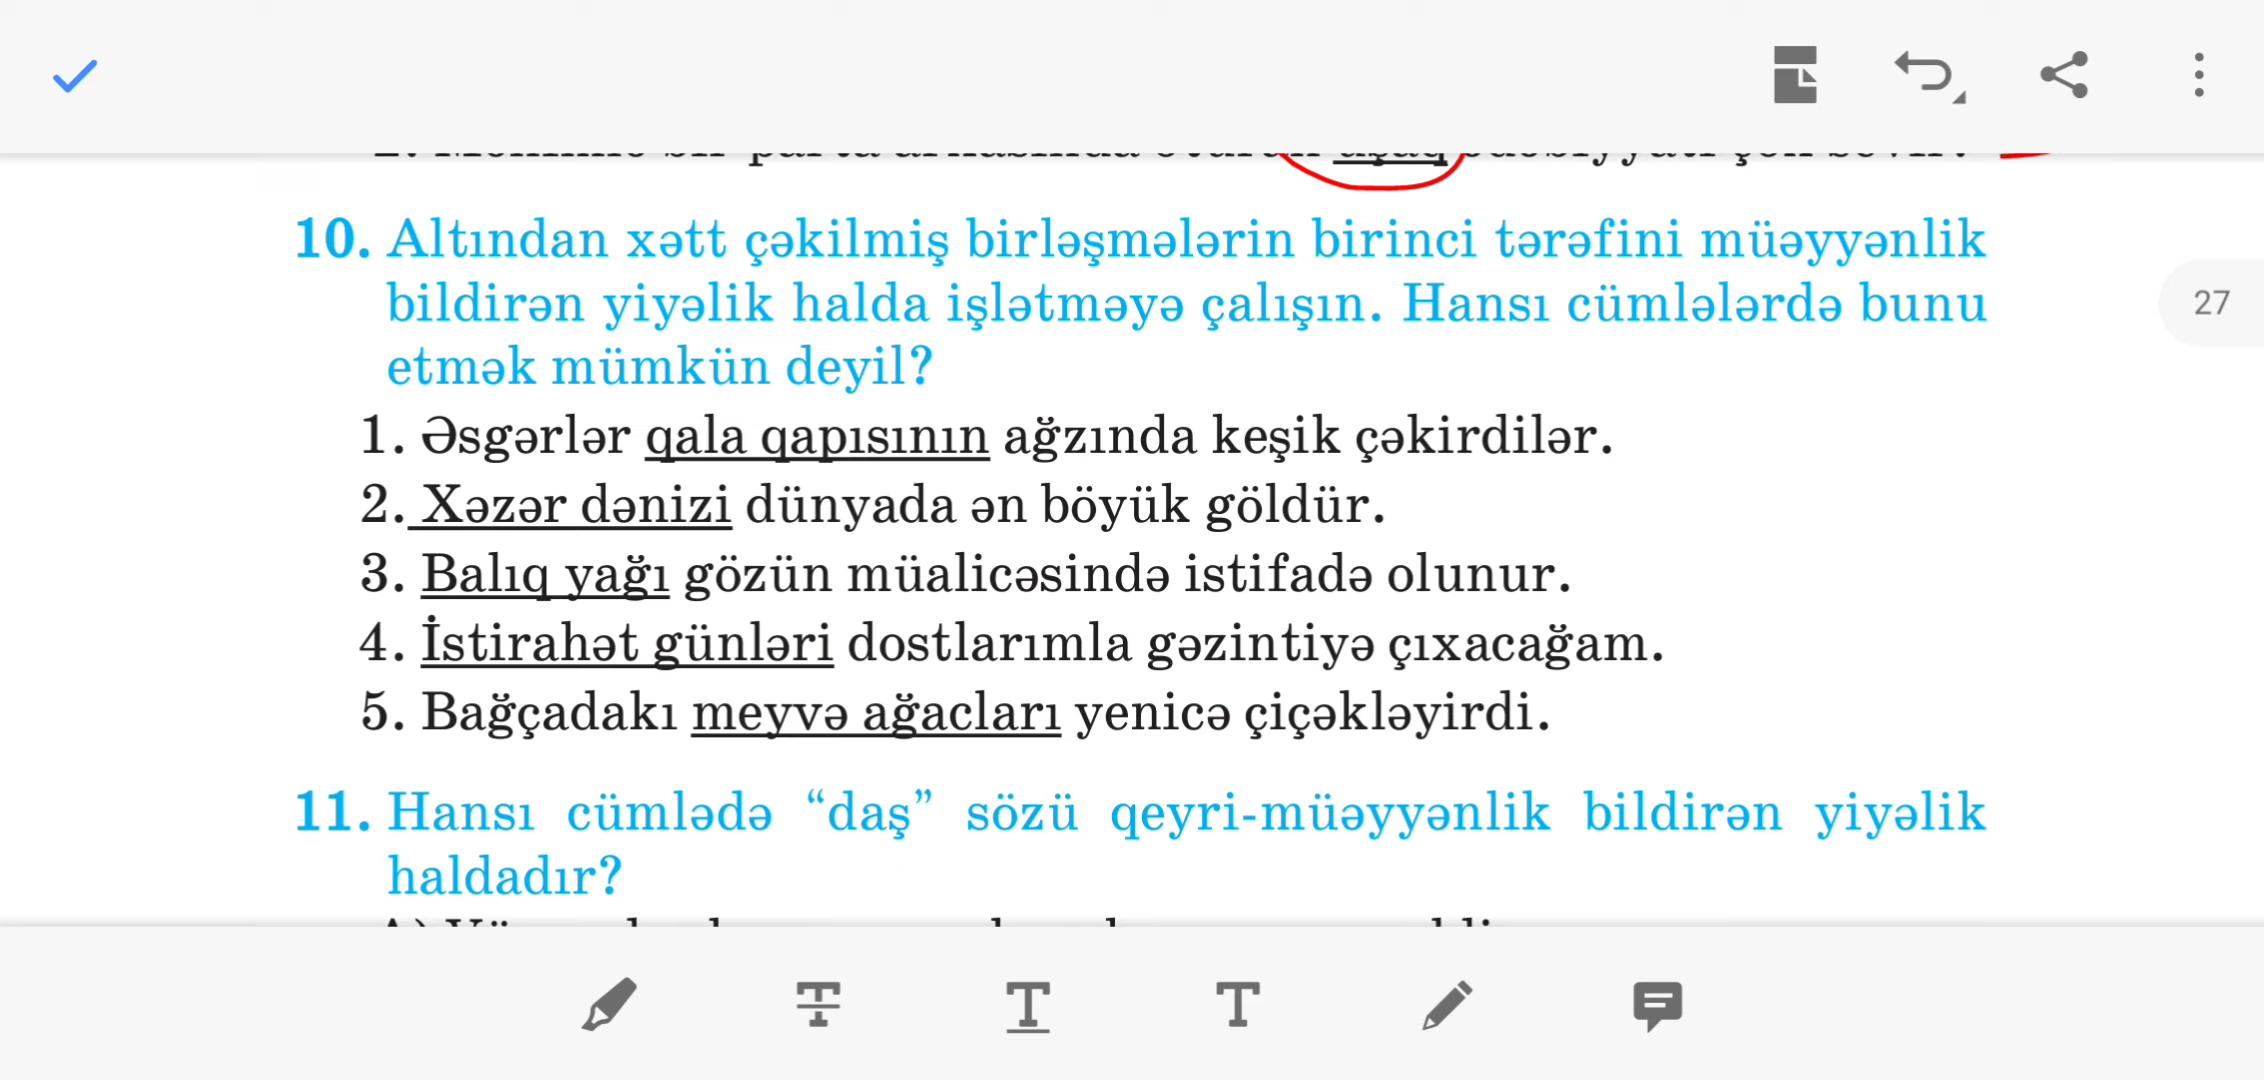 10. Altından xətt çəkilmiş birləşmələrin birinci tərəfini müəyyənlik
bildirən yiyəlik halda işlətməyə çalışın. Hansı cümlələrdə bunu
etmək mümkün deyil?
27
1. Əsgərlər qala qapısının ağzında keşik çəkirdilər.
2. Xəzər dənizi dünyada ən böyük göldür.
3. Balıq yağı gözün müalicəsində istifadə olunur.
4. İstirahət günləri dostlarımla gəzintiyə çıxacağam.
5. Bağçadakı meyvə ağacları yenicə çiçəkləyirdi.
11. Hansı cümlədə “daş” sözü qeyri-müəyyənlik bildirən yiyəlik
haldadır?